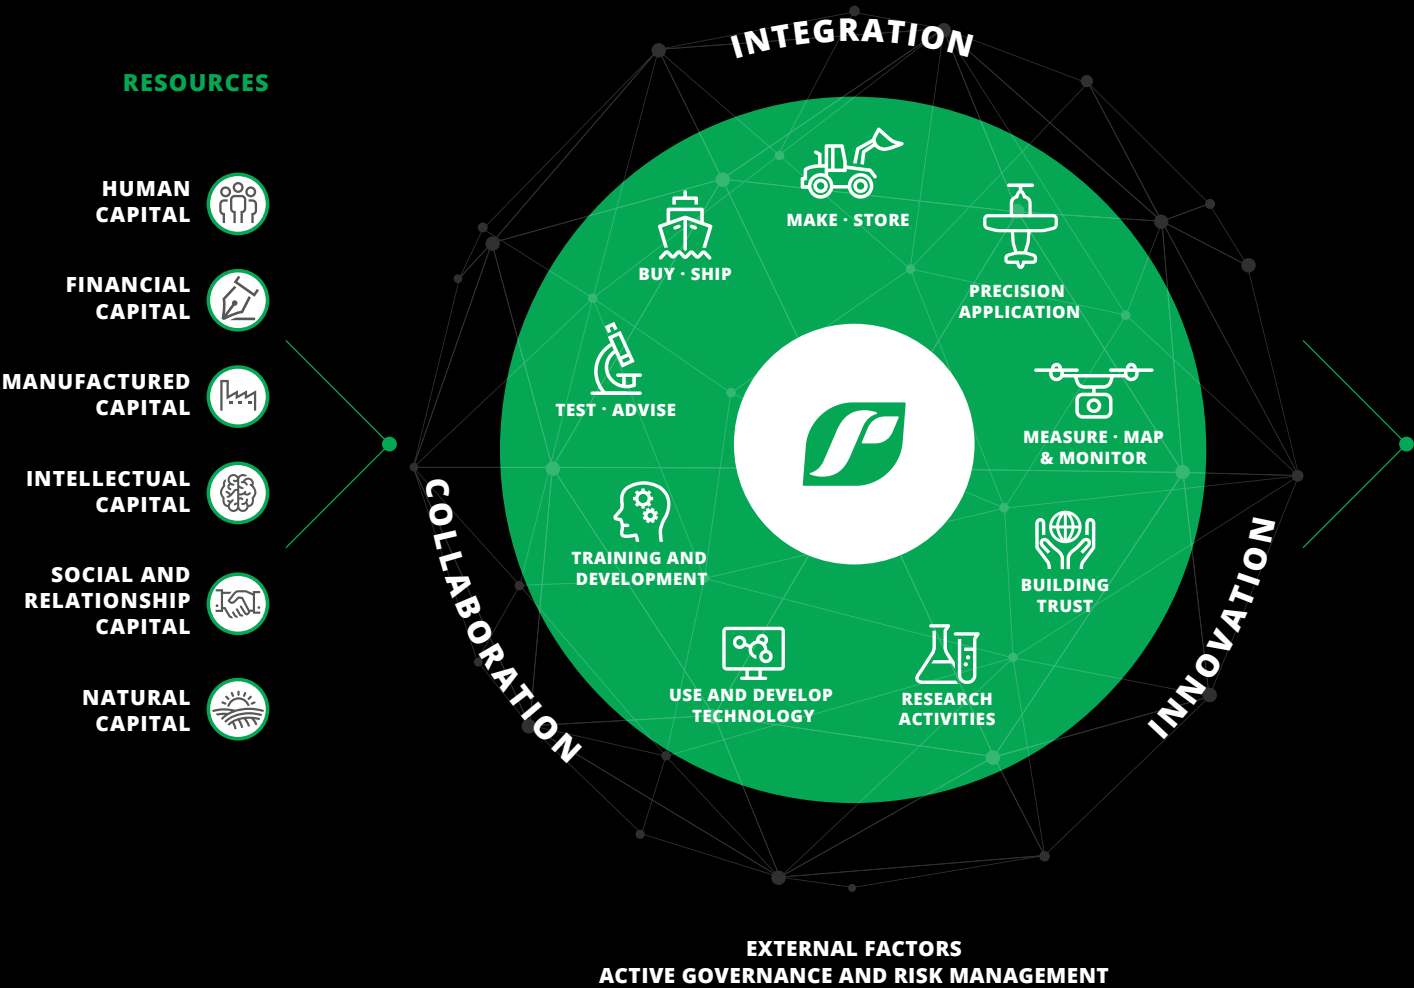 INTEGRATION
RESOURCES
HUMAN
CAPITAL
FINANCIAL
CAPITAL
MANUFACTURED
CAPITAL
INTELLECTUAL
CAPITAL
SOCIAL AND
RELATIONSHIP
CAPITAL
NATURAL
CAPITAL
MAKE · STORE
BUY · SHIP
PRECISION
APPLICATION
TEST · ADVISE
MEASURE · MAP
& MONITOR
TRAINING AND
DEVELOPMENT
BUILDING
TRUST
USE AND DEVELOP
TECHNOLOGY
RESEARCH
ACTIVITIES
COLLABORATION
INNOVATION
EXTERNAL FACTORS
ACTIVE GOVERNANCE AND RISK MANAGEMENT